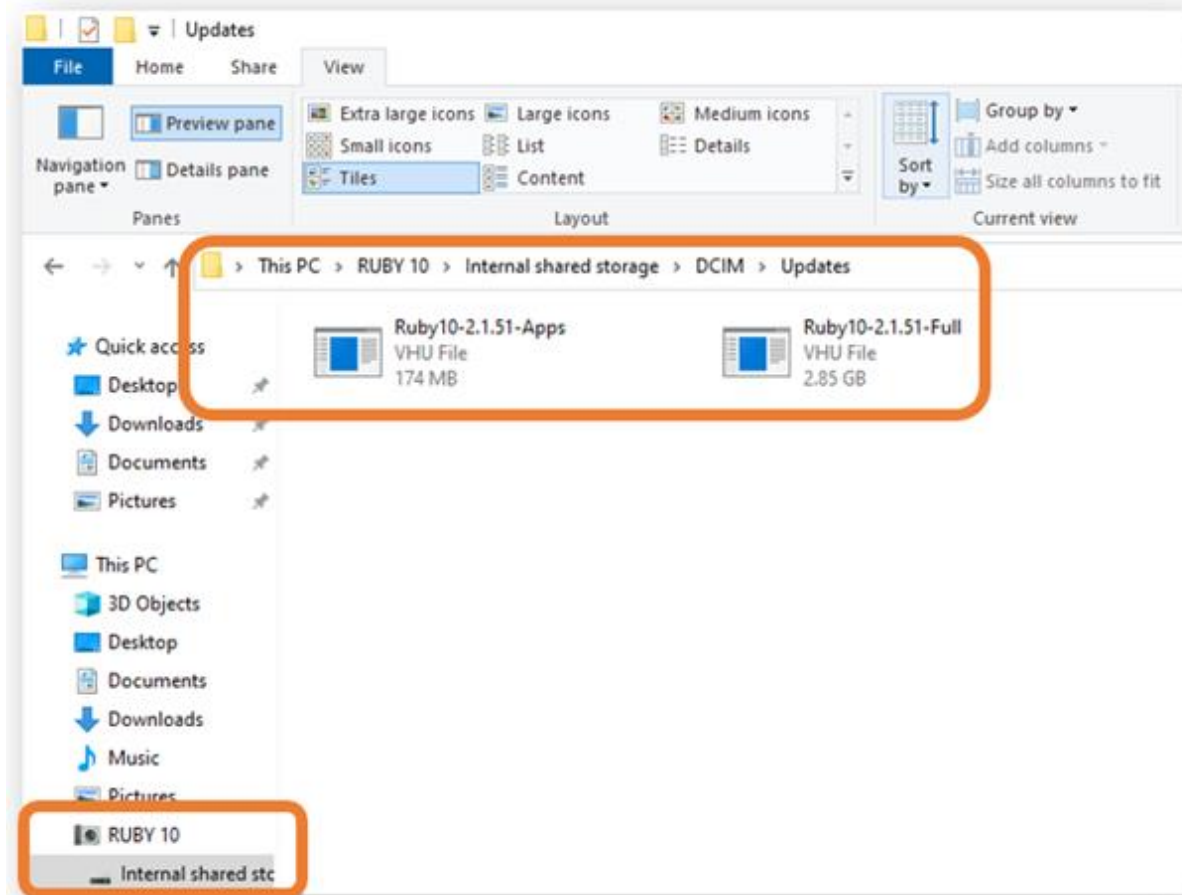 Updates
File Home Share View
Preview pane
Navigation pane
Details pane
Panes
Extra large icons Large icons Medium icons
Small icons List Details
Tiles Content
Layout
Sort by
Group by
Add columns
Size all columns to fit
Current view
This PC > RUBY 10 > Internal shared storage > DCIM > Updates
Ruby10-2.1.51-Apps
VHU File
174 MB
Ruby10-2.1.51-Full
VHU File
2.85 GB
Quick access
Desktop
Downloads
Documents
Pictures
This PC
3D Objects
Desktop
Documents
Downloads
Music
Pictures
RUBY 10
Internal shared stc